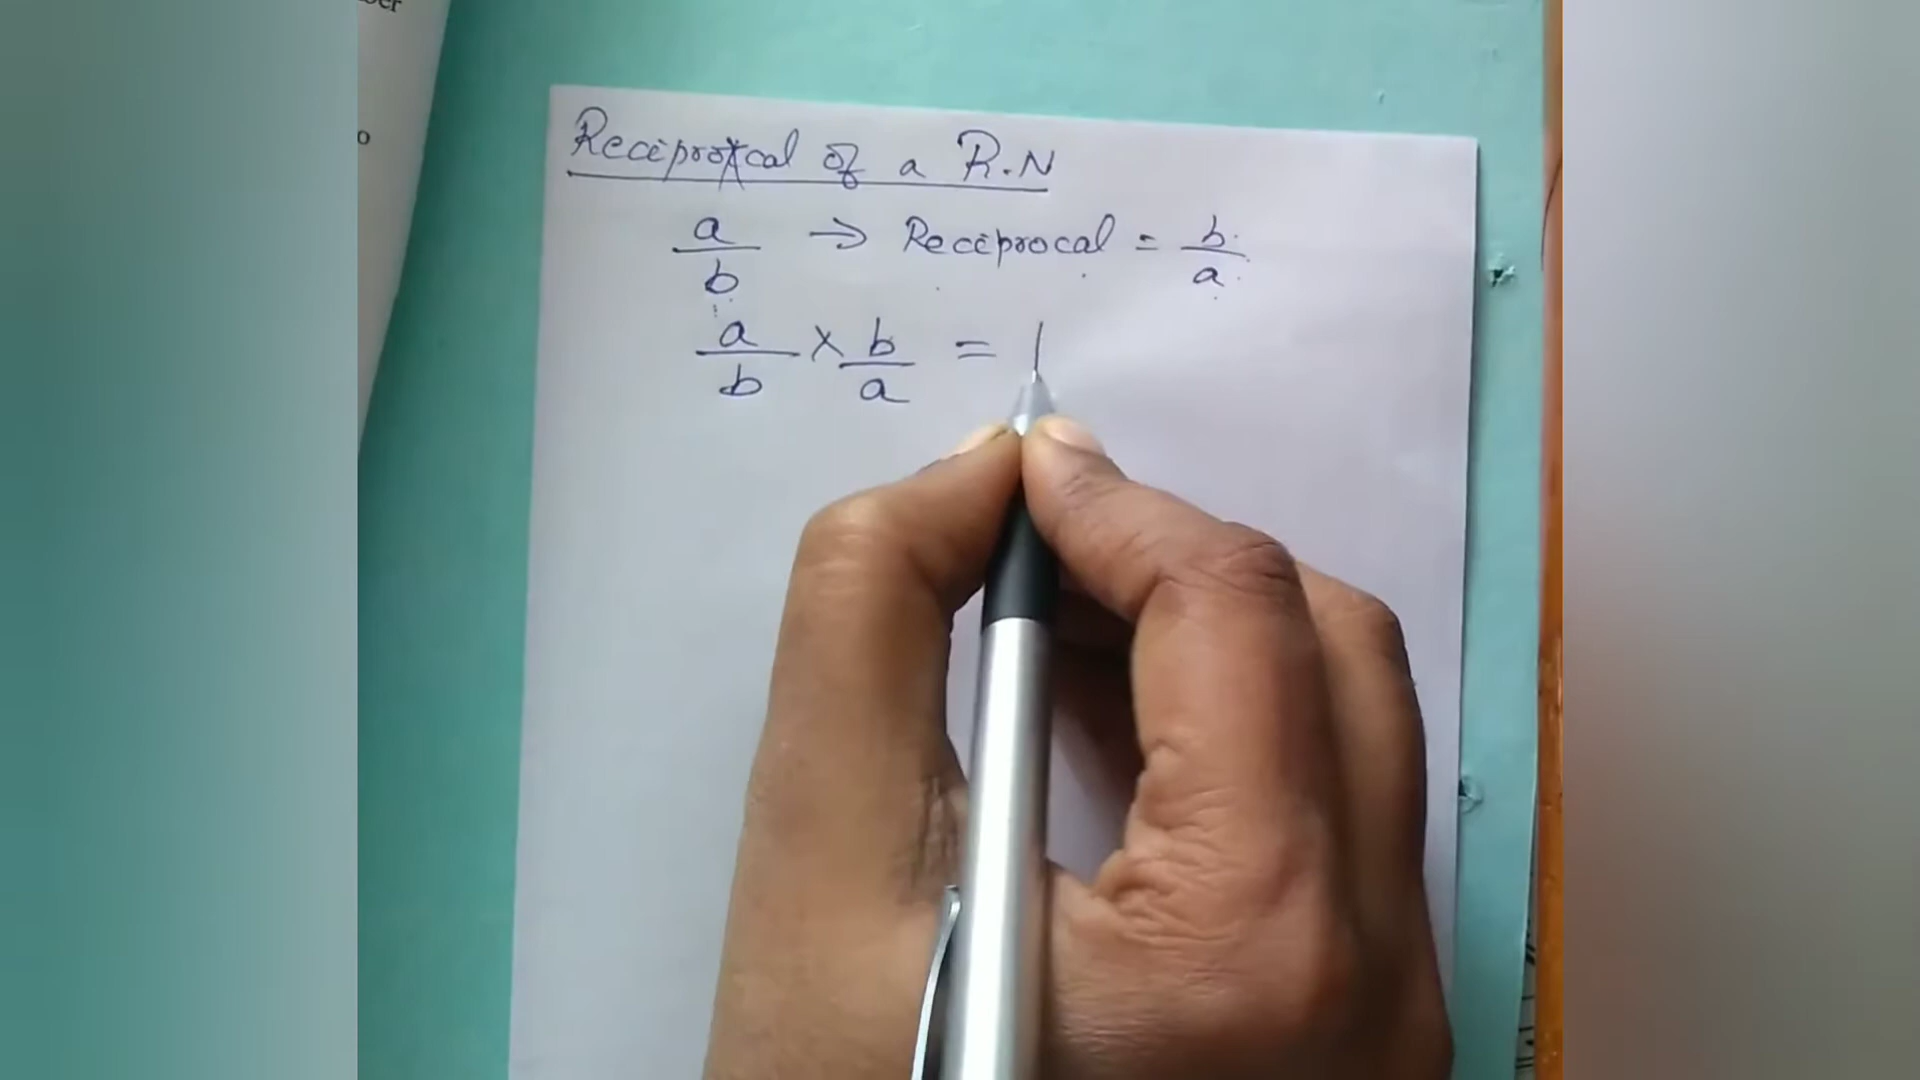 Reciprocal of a R.N
a/b ⇒ Reciprocal = b/a
a/b × b/a = 1